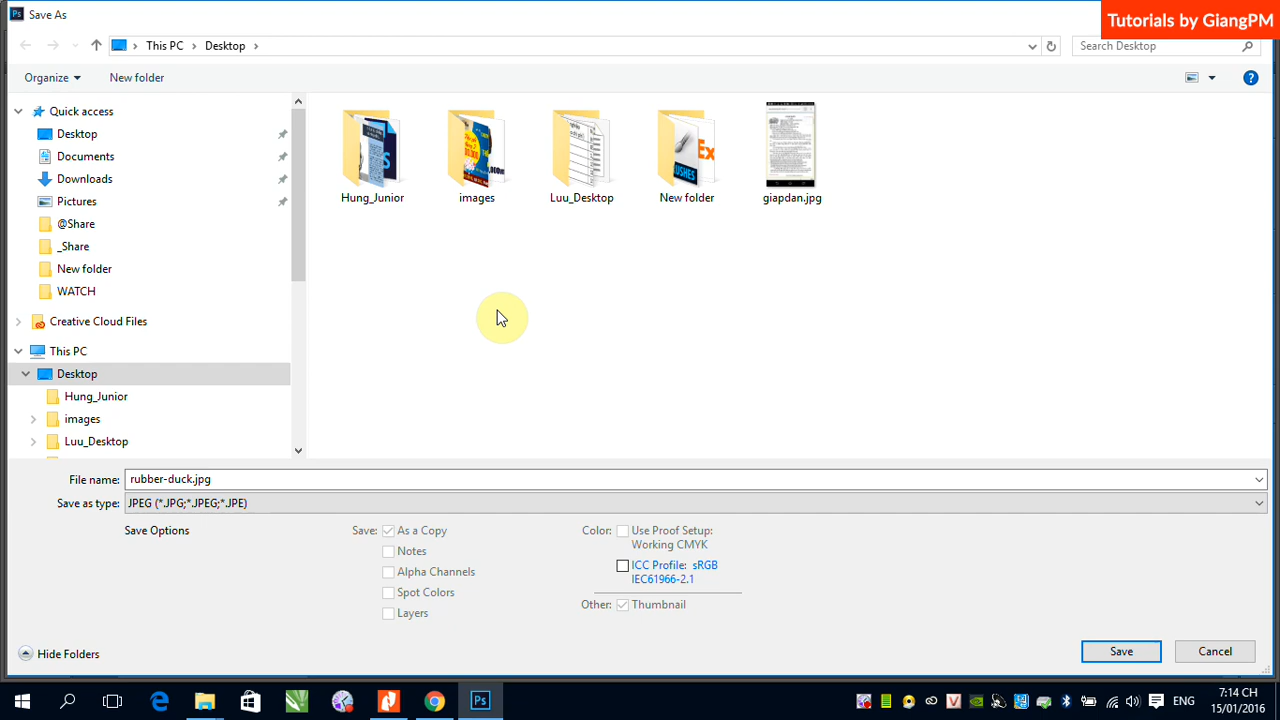 Save As
Tutorials by GiangPM
This PC
Desktop
Search Desktop
Organize
New folder
Quick access
Desktop
Documents
Downloads
Pictures
@Share
_Share
New folder
WATCH
Creative Cloud Files
This PC
Desktop
Hung_Junior
images
Luu_Desktop
Hung_Junior
images
Luu_Desktop
New folder
giapdan.jpg
File name: rubber-duck.jpg
Save as type: JPEG (*.JPG;*.JPEG;*.JPE)
Save Options
Save: As a Copy
Notes
Alpha Channels
Spot Colors
Layers
Color: Use Proof Setup:
Working CMYK
ICC Profile: sRGB
IEC61966-2.1
Other: Thumbnail
Hide Folders
Save
Cancel
Ps
ENG
7:14 CH
15/01/2016